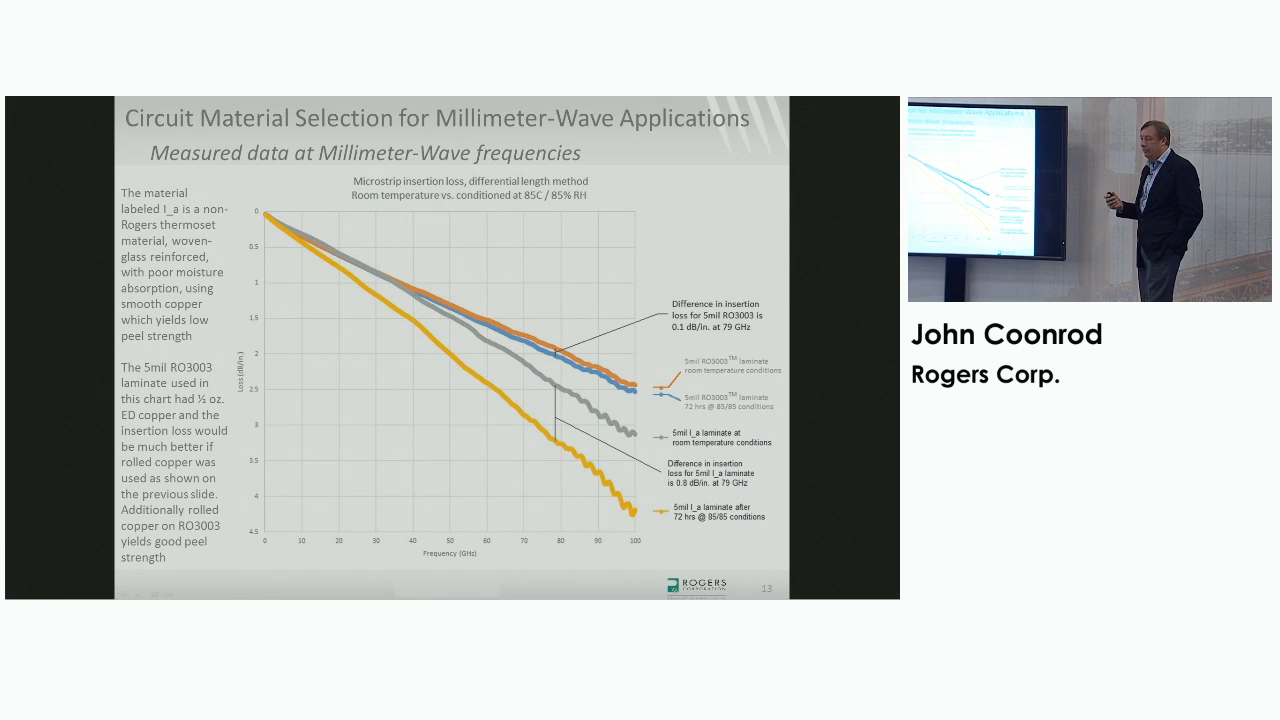 Circuit Material Selection for Millimeter-Wave Applications
Measured data at Millimeter-Wave frequencies
The material
labeled I_a is a non-
Rogers thermoset
material, woven-
glass reinforced,
with poor moisture
absorption, using
smooth copper
which yields low
peel strength
The 5mil RO3003
laminate used in
this chart had ½ oz.
ED copper and the
insertion loss would
be much better if
rolled copper was
used as shown on
the previous slide.
Additionally rolled
copper on RO3003
yields good peel
strength
Microstrip insertion loss, differential length method
Room temperature vs. conditioned at 85C / 85% RH
Loss (dB/in.)
0
0.5
1
1.5
2
2.5
3
3.5
4
4.5
0 10 20 30 40 50 60 70 80 90 100
Frequency (GHz)
Difference in insertion
loss for 5mil RO3003 is
0.1 dB/in. at 79 GHz
5mil RO3003™ laminate
room temperature conditions
5mil RO3003™ laminate
72 hrs @ 85/85 conditions
5mil I_a laminate at
room temperature conditions
Difference in insertion
loss for 5mil I_a laminate
is 0.8 dB/in. at 79 GHz
5mil I_a laminate after
72 hrs @ 85/85 conditions
ROGERS
CORPORATION
13
John Coonrod
Rogers Corp.